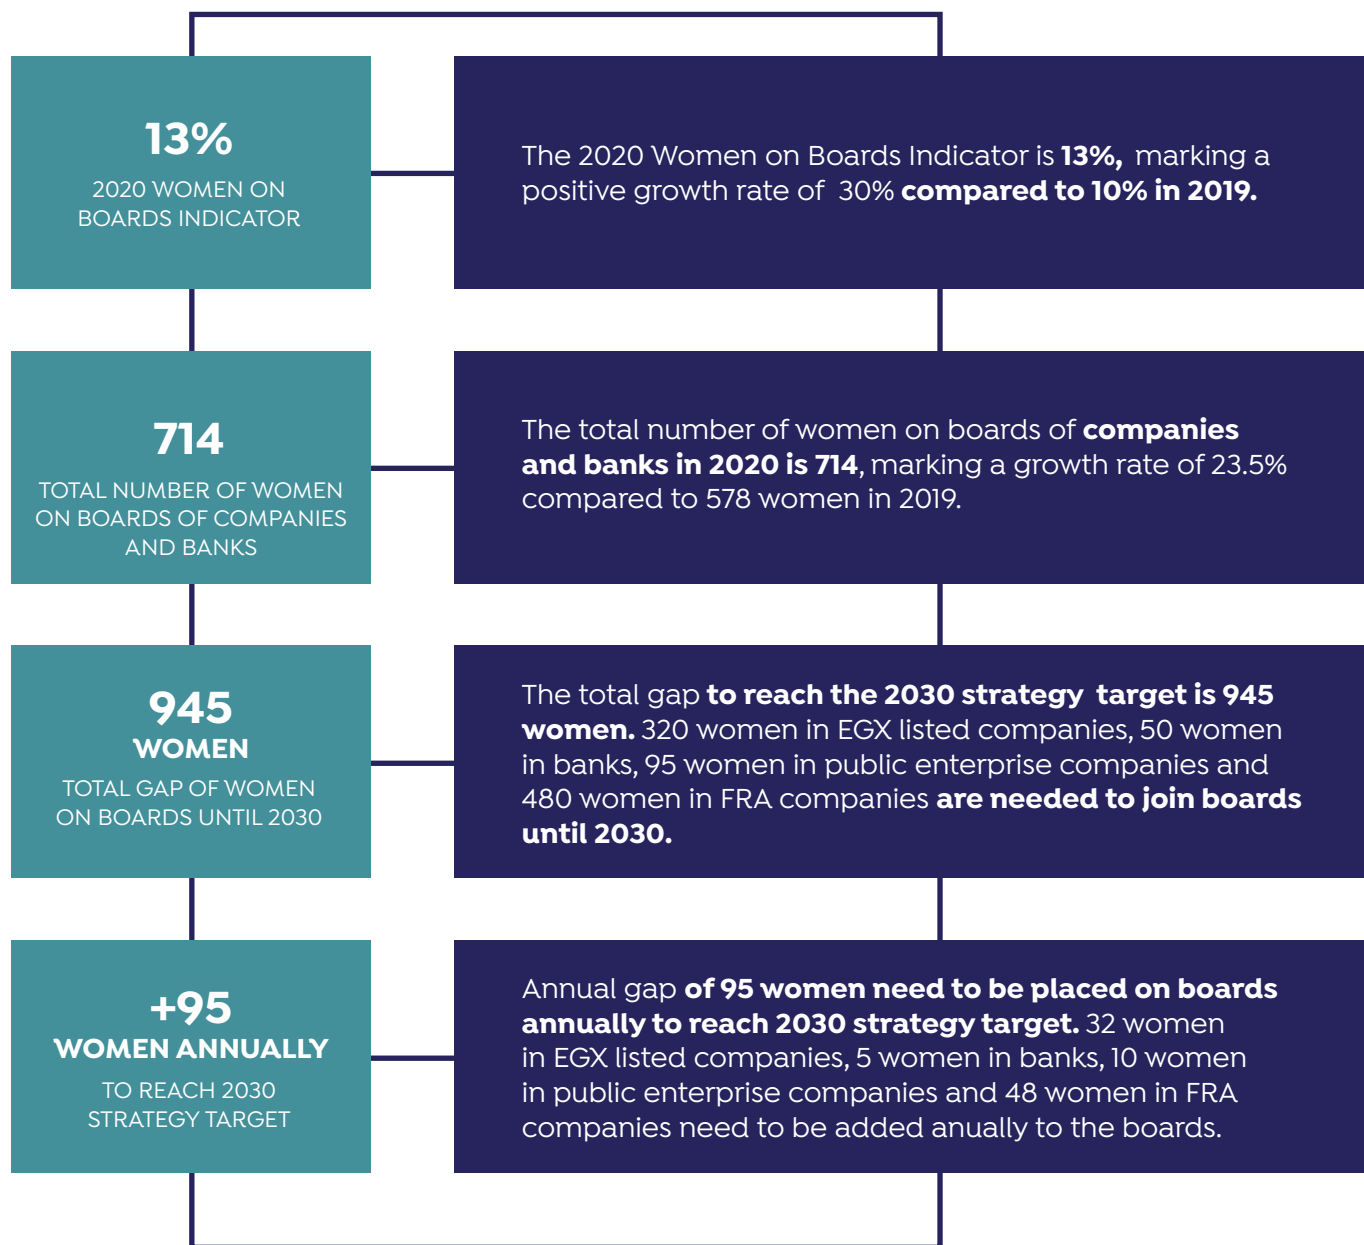 13%
2020 WOMEN ON
BOARDS INDICATOR
The 2020 Women on Boards Indicator is 13%, marking a
positive growth rate of 30% compared to 10% in 2019.
714
TOTAL NUMBER OF WOMEN
ON BOARDS OF COMPANIES
AND BANKS
The total number of women on boards of companies
and banks in 2020 is 714, marking a growth rate of 23.5%
compared to 578 women in 2019.
945
WOMEN
TOTAL GAP OF WOMEN
ON BOARDS UNTIL 2030
The total gap to reach the 2030 strategy target is 945
women. 320 women in EGX listed companies, 50 women
in banks, 95 women in public enterprise companies and
480 women in FRA companies are needed to join boards
until 2030.
+95
WOMEN ANNUALLY
TO REACH 2030
STRATEGY TARGET
Annual gap of 95 women need to be placed on boards
annually to reach 2030 strategy target. 32 women
in EGX listed companies, 5 women in banks, 10 women
in public enterprise companies and 48 women in FRA
companies need to be added anually to the boards.